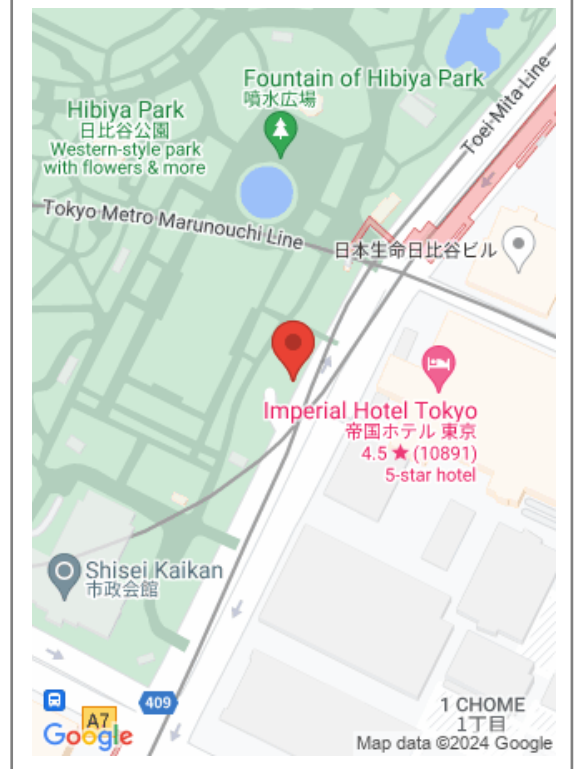 Toei-Mita-Line
Fountain of Hibiya Park
噴水広場
Hibiya Park
日比谷公園
Western-style park
with flowers & more
Tokyo Metro Marunouchi Line
日本生命日比谷ビル
Imperial Hotel Tokyo
帝国ホテル 東京
4.5 ★ (10891)
5-star hotel
Shisei Kaikan
市政会館
409
A7
1 CHOME
1丁目
Google
Map data ©2024 Google